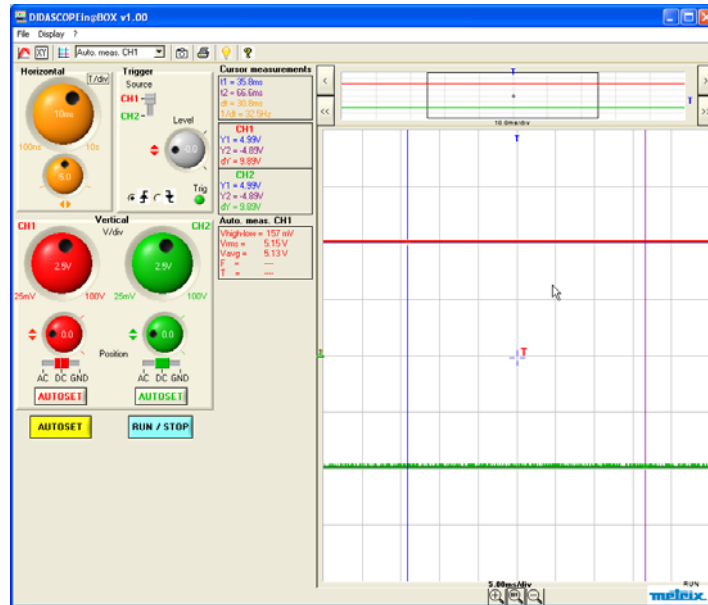 DIDASCOPEin@BOX v1.00
File Display ?
XY
Auto. meas. CH1
Horizontal
T/div
10ms
100ns 10s
5.0
Trigger
Source
CH1
CH2
Level
-0.0
Trig
Cursor measurements
t1 = 35.8ms
t2 = 66.6ms
dt = 30.8ms
1/dt = 32.5Hz
CH1
Y1 = 4.99V
Y2 = -4.89V
dY = 9.89V
CH2
Y1 = 4.99V
Y2 = -4.89V
dY = 9.89V
Auto. meas. CH1
Vhigh-low = 157 mV
Vrms = 5.15 V
Vavg = 5.13 V
F = ---
T = ---
CH1 Vertical CH2
V/div
2.5V 2.5V
25mV 100V 25mV 100V
0.0 0.0
Position
AC DC GND AC DC GND
AUTOSET AUTOSET
AUTOSET RUN / STOP
< >
<< >>
T
T
10.0ms/div
T
T
5.00ms/div
RUN
metrix